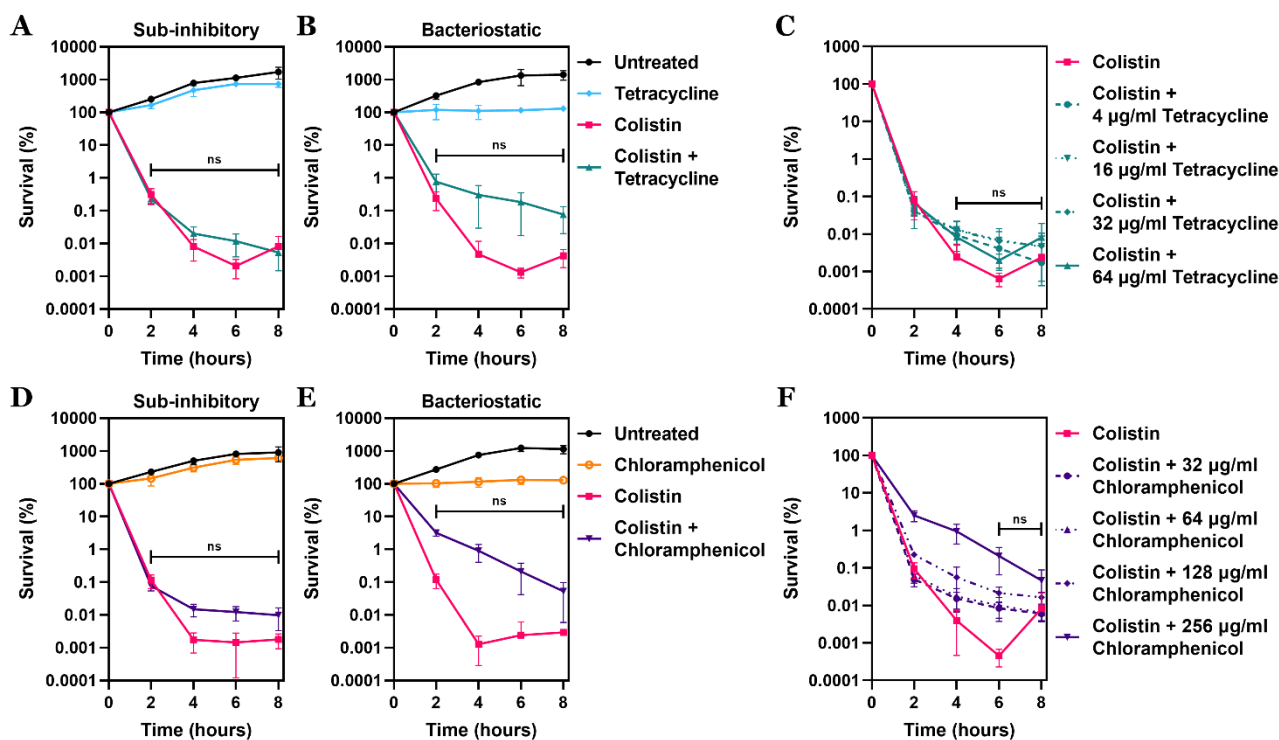 A
Sub-inhibitory
Survival (%)
10000
1000
100
10
1
0.1
0.01
0.001
0.0001
ns
0 2 4 6 8
Time (hours)
B
Bacteriostatic
Survival (%)
10000
1000
100
10
1
0.1
0.01
0.001
0.0001
ns
0 2 4 6 8
Time (hours)
Untreated
Tetracycline
Colistin
Colistin +
Tetracycline
C
Survival (%)
1000
100
10
1
0.1
0.01
0.001
0.0001
ns
0 2 4 6 8
Time (hours)
Colistin
Colistin +
4 µg/ml Tetracycline
Colistin +
16 µg/ml Tetracycline
Colistin +
32 µg/ml Tetracycline
Colistin +
64 µg/ml Tetracycline
D
Sub-inhibitory
Survival (%)
10000
1000
100
10
1
0.1
0.01
0.001
0.0001
ns
0 2 4 6 8
Time (hours)
E
Bacteriostatic
Survival (%)
10000
1000
100
10
1
0.1
0.01
0.001
0.0001
ns
0 2 4 6 8
Time (hours)
Untreated
Chloramphenicol
Colistin
Colistin +
Chloramphenicol
F
Survival (%)
1000
100
10
1
0.1
0.01
0.001
0.0001
ns
0 2 4 6 8
Time (hours)
Colistin
Colistin + 32 µg/ml
Chloramphenicol
Colistin + 64 µg/ml
Chloramphenicol
Colistin + 128 µg/ml
Chloramphenicol
Colistin + 256 µg/ml
Chloramphenicol